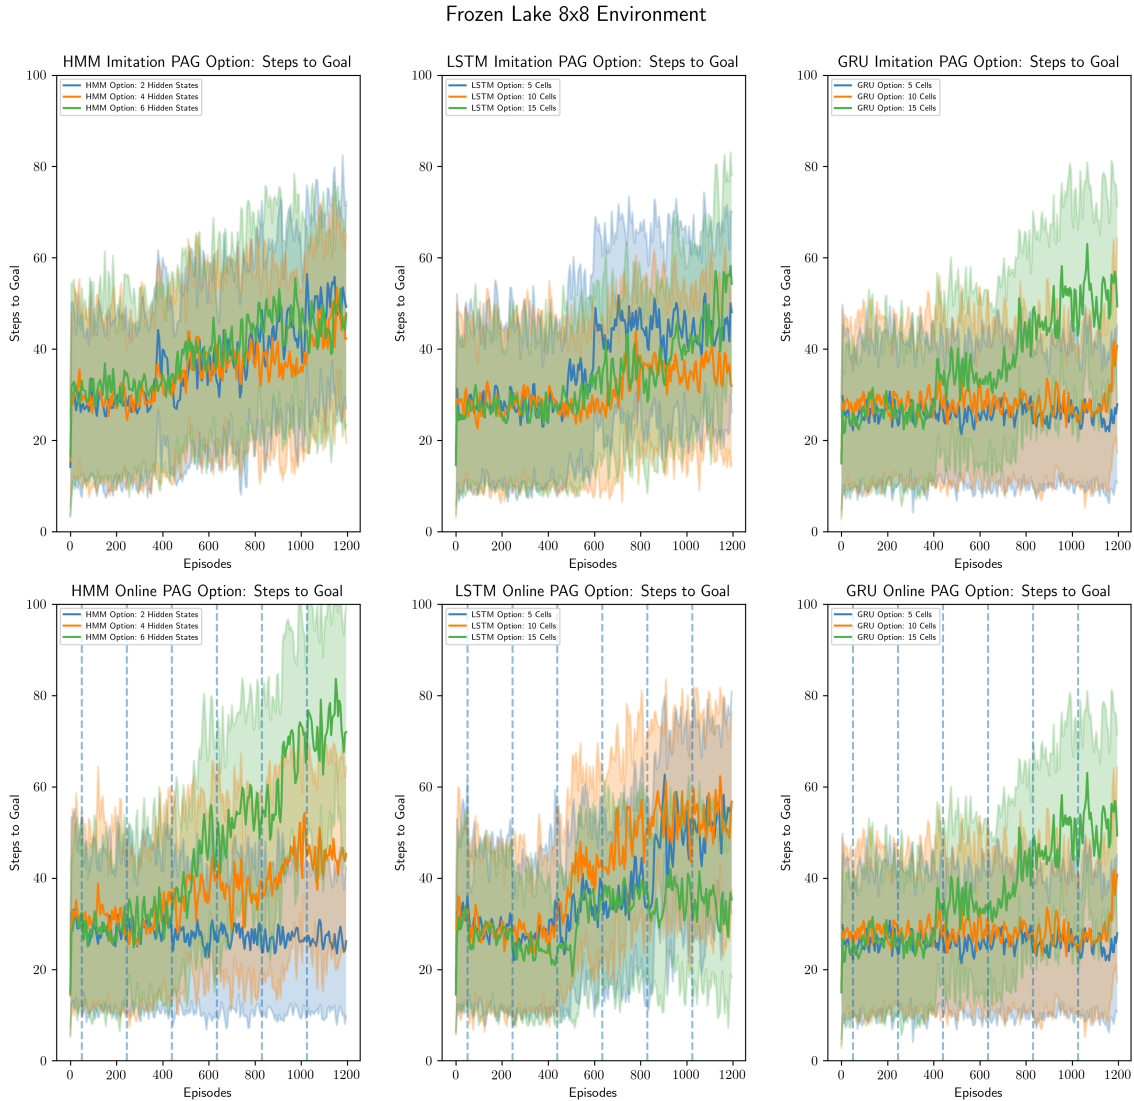 Frozen Lake 8x8 Environment
HMM Imitation PAG Option: Steps to Goal
HMM Option: 2 Hidden States
HMM Option: 4 Hidden States
HMM Option: 6 Hidden States
100
80
60
40
20
0
Steps to Goal
0 200 400 600 800 1000 1200
Episodes
LSTM Imitation PAG Option: Steps to Goal
LSTM Option: 5 Cells
LSTM Option: 10 Cells
LSTM Option: 15 Cells
100
80
60
40
20
0
Steps to Goal
0 200 400 600 800 1000 1200
Episodes
GRU Imitation PAG Option: Steps to Goal
GRU Option: 5 Cells
GRU Option: 10 Cells
GRU Option: 15 Cells
100
80
60
40
20
0
Steps to Goal
0 200 400 600 800 1000 1200
Episodes
HMM Online PAG Option: Steps to Goal
HMM Option: 2 Hidden States
HMM Option: 4 Hidden States
HMM Option: 6 Hidden States
100
80
60
40
20
0
Steps to Goal
0 200 400 600 800 1000 1200
Episodes
LSTM Online PAG Option: Steps to Goal
LSTM Option: 5 Cells
LSTM Option: 10 Cells
LSTM Option: 15 Cells
100
80
60
40
20
0
Steps to Goal
0 200 400 600 800 1000 1200
Episodes
GRU Online PAG Option: Steps to Goal
GRU Option: 5 Cells
GRU Option: 10 Cells
GRU Option: 15 Cells
100
80
60
40
20
0
Steps to Goal
0 200 400 600 800 1000 1200
Episodes